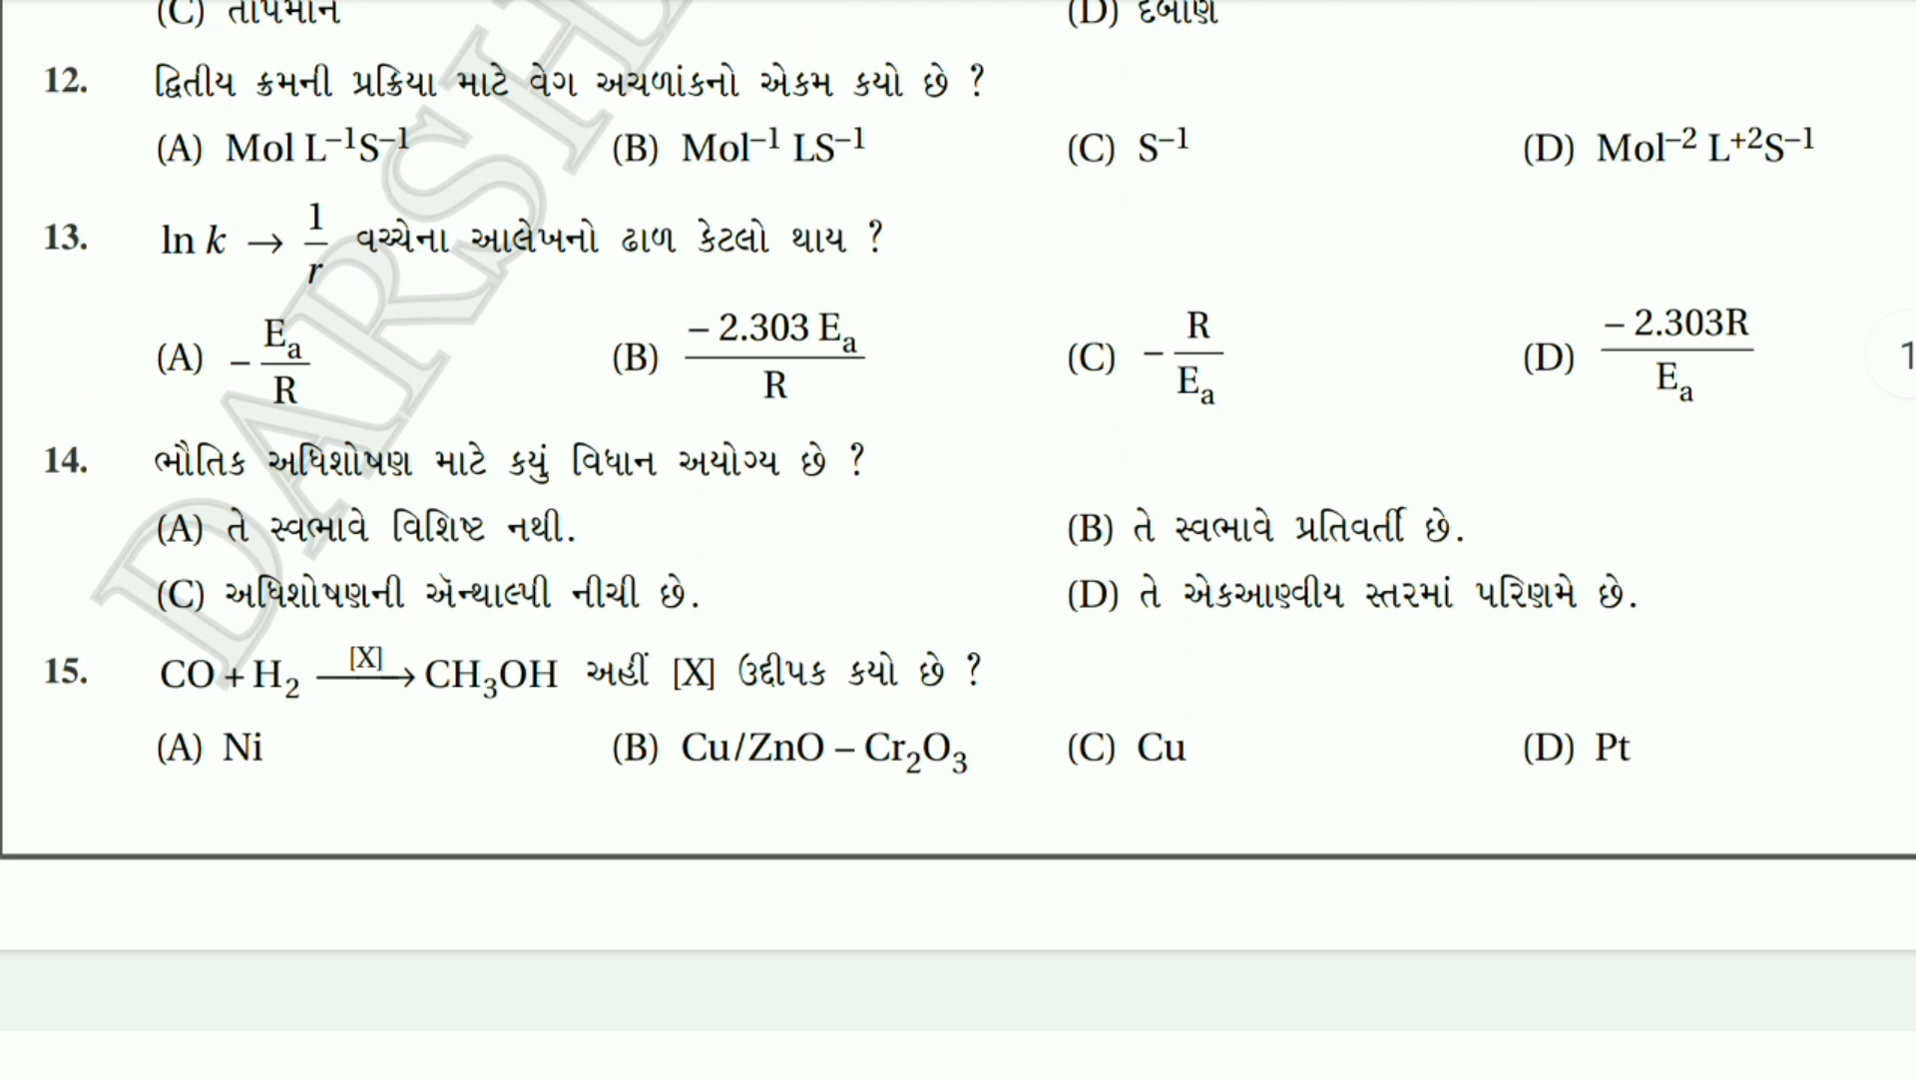 (C) તાપમાન (D) દબાણ
12. દ્વિતીય ક્રમની પ્રક્રિયા માટે વેગ અચળાંકનો એકમ કયો છે ?
(A) Mol L⁻¹S⁻¹ (B) Mol⁻¹ LS⁻¹ (C) S⁻¹ (D) Mol⁻² L⁺²S⁻¹
13. ln k → 1/r વચ્ચેના આલેખનો ઢાળ કેટલો થાય ?
(A) – Eₐ/R (B) – 2.303 Eₐ/R (C) – R/Eₐ (D) – 2.303R/Eₐ
1
14. ભૌતિક અધિશોષણ માટે કયું વિધાન અયોગ્ય છે ?
(A) તે સ્વભાવે વિશિષ્ટ નથી. (B) તે સ્વભાવે પ્રતિવર્તી છે.
(C) અધિશોષણની ઍન્થાલ્પી નીચી છે. (D) તે એકઆણ્વીય સ્તરમાં પરિણમે છે.
15. CO + H₂ —[X]→ CH₃OH અહીં [X] ઉદ્દીપક કયો છે ?
(A) Ni (B) Cu/ZnO – Cr₂O₃ (C) Cu (D) Pt
DARSH